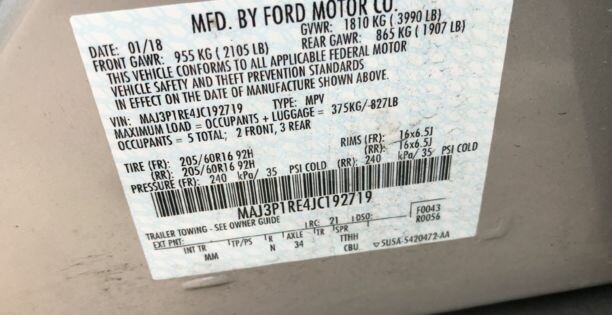 MFD. BY FORD MOTOR CO.
DATE: 01/18 GVWR: 1810 KG ( 3990 LB)
FRONT GAWR: 955 KG ( 2105 LB) REAR GAWR: 865 KG ( 1907 LB)
THIS VEHICLE CONFORMS TO ALL APPLICABLE FEDERAL MOTOR
VEHICLE SAFETY AND THEFT PREVENTION STANDARDS
IN EFFECT ON THE DATE OF MANUFACTURE SHOWN ABOVE.
VIN: MAJ3P1RE4JC192719 TYPE: MPV
MAXIMUM LOAD = OCCUPANTS + LUGGAGE = 375KG/-827LB
OCCUPANTS = 5 TOTAL; 2 FRONT, 3 REAR
TIRE (FR): 205/60R16 92H RIMS (FR): 16x6.5J
(RR): 205/60R16 92H (RR): 16x6.5J
PRESSURE (FR): 240 kPa/ 35 PSI COLD (RR): 240 kPa/ 35 PSI COLD
MAJ3P1RE4JC192719
TRAILER TOWING - SEE OWNER GUIDE F0043
EXT PNT: RC: 21 DSO: R0056
INT TR TP/PS R AXLE TR SPR
MM N 34 TTHH
CBU ▽5U5A-5420472-AA